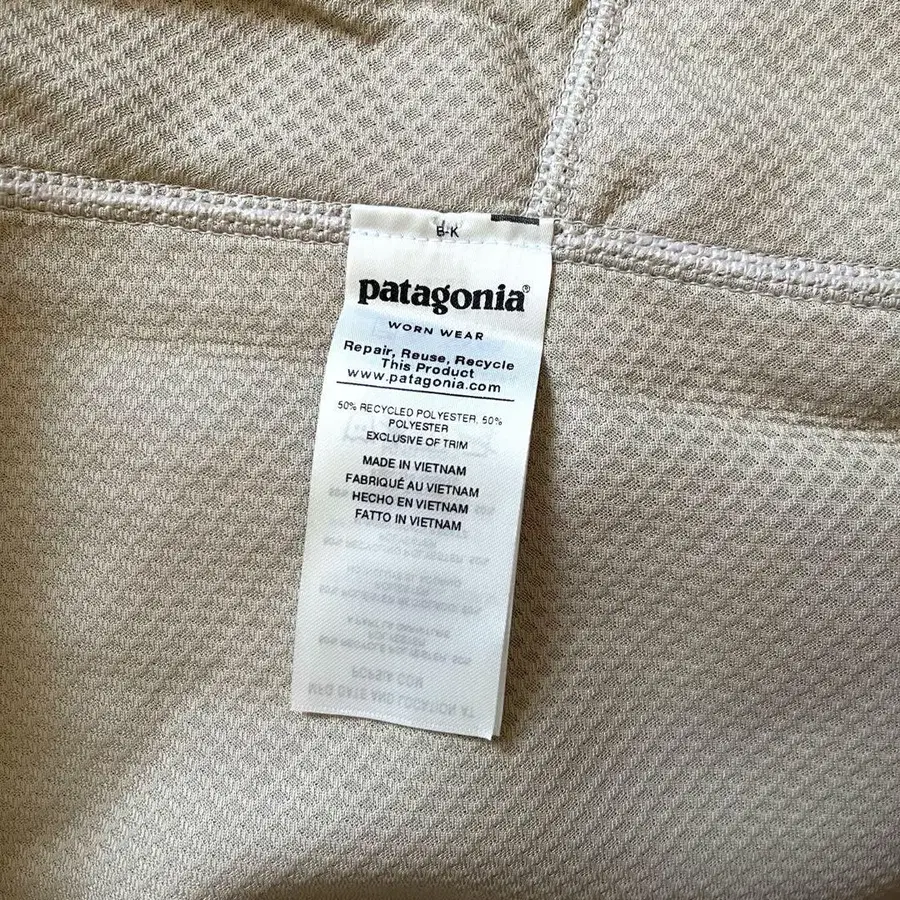 E-K
patagonia®
WORN WEAR
Repair, Reuse, Recycle
This Product
www.patagonia.com
50% RECYCLED POLYESTER, 50%
POLYESTER
EXCLUSIVE OF TRIM
MADE IN VIETNAM
FABRIQUÉ AU VIETNAM
HECHO EN VIETNAM
FATTO IN VIETNAM